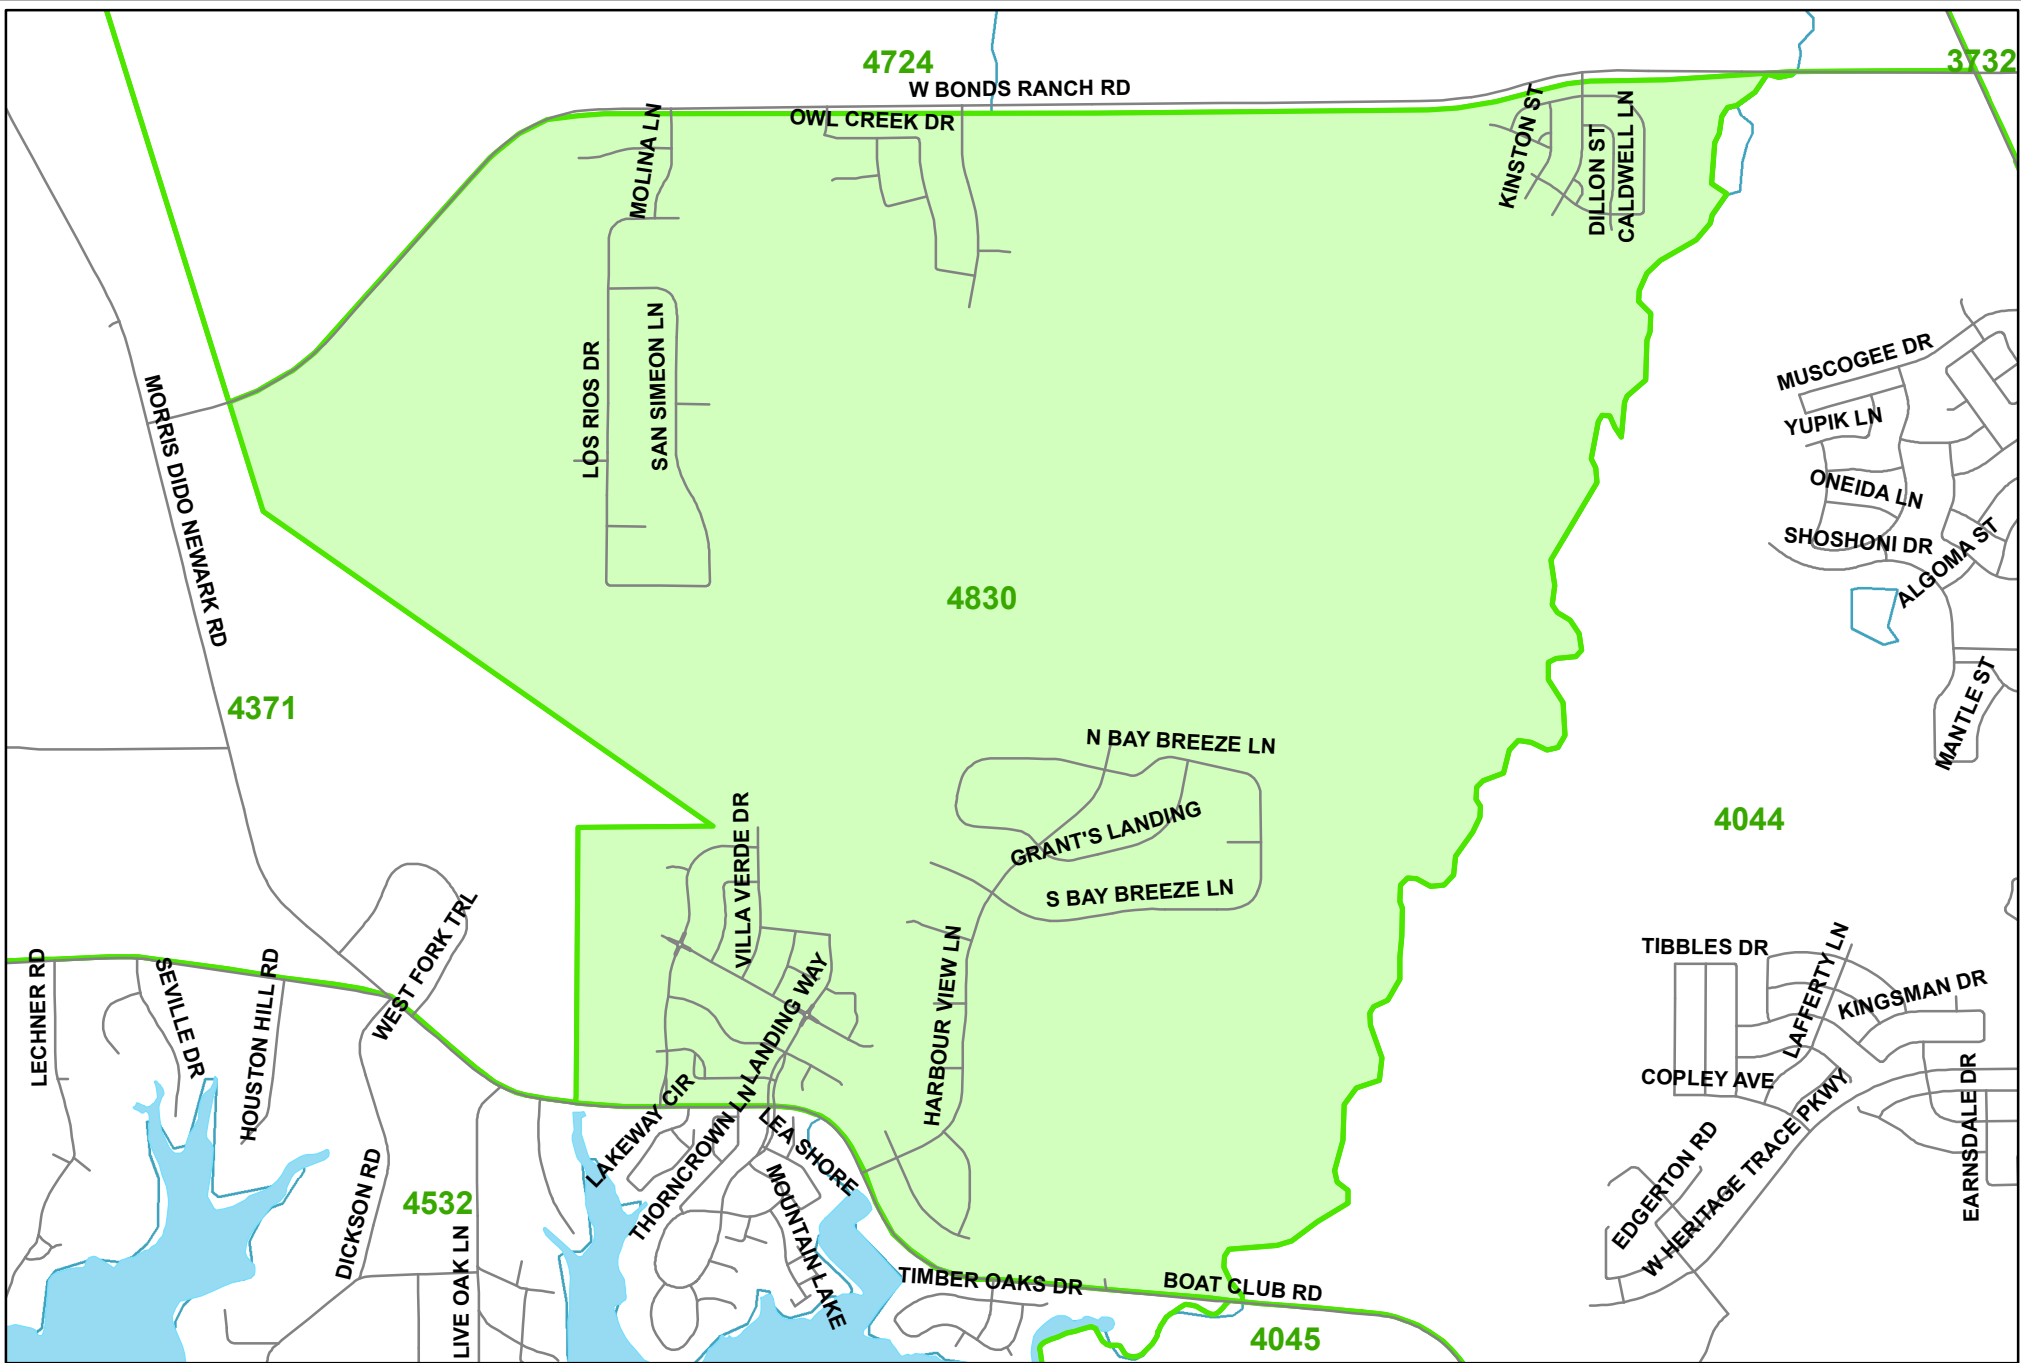 4724
3732
W BONDS RANCH RD
OWL CREEK DR
MOLINA LN
KINSTON ST
DILLON ST
CALDWELL LN
MUSCOGEE DR
YUPIK LN
ONEIDA LN
SHOSHONI DR
ALGOMA ST
MANTLE ST
LOS RIOS DR
SAN SIMEON LN
MORRIS DIDO NEWARK RD
4830
4371
4044
N BAY BREEZE LN
GRANT'S LANDING
S BAY BREEZE LN
VILLA VERDE DR
LANDING WAY
HARBOUR VIEW LN
WEST FORK TRL
LECHNER RD
SEVILLE DR
HOUSTON HILL RD
TIBBLES DR
LAFFERTY LN
KINGSMAN DR
COPLEY AVE
EARNSDALE DR
EDGERTON RD
W HERITAGE TRACE PKWY
LAKEWAY CIR
THORNCROWN LN
LEA SHORE
MOUNTAIN LAKE
DICKSON RD
4532
LIVE OAK LN
TIMBER OAKS DR
BOAT CLUB RD
4045